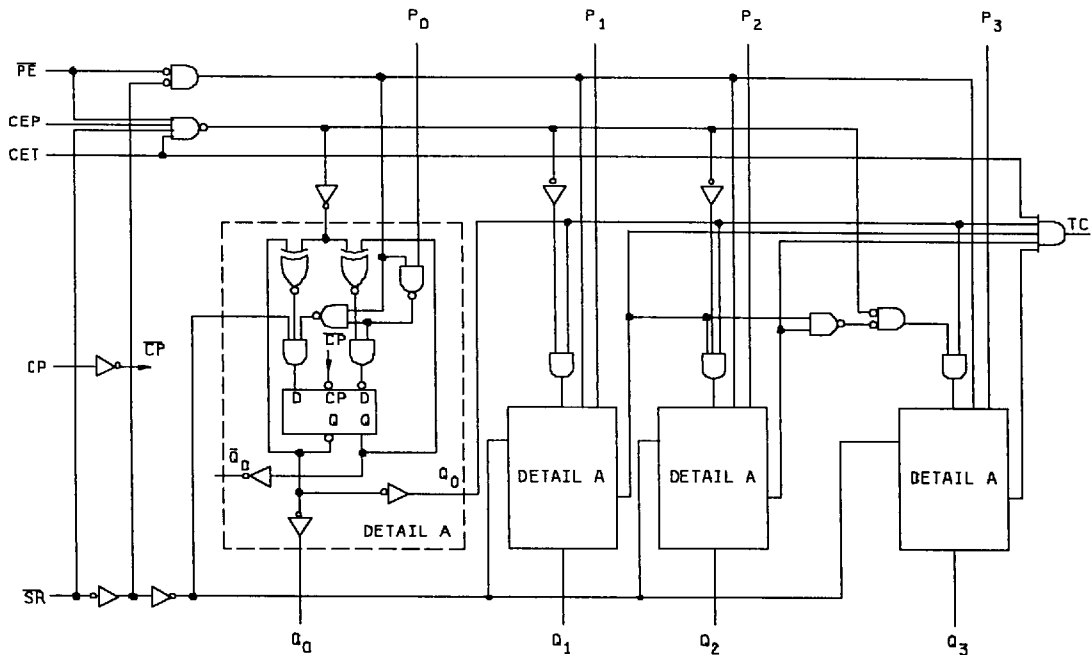 P0 P1 P2 P3
PE
CEP
CET
TC
CP CP
CP
D CP D
Q Q
Q0 Q0
DETAIL A DETAIL A DETAIL A DETAIL A
SR
Q0 Q1 Q2 Q3